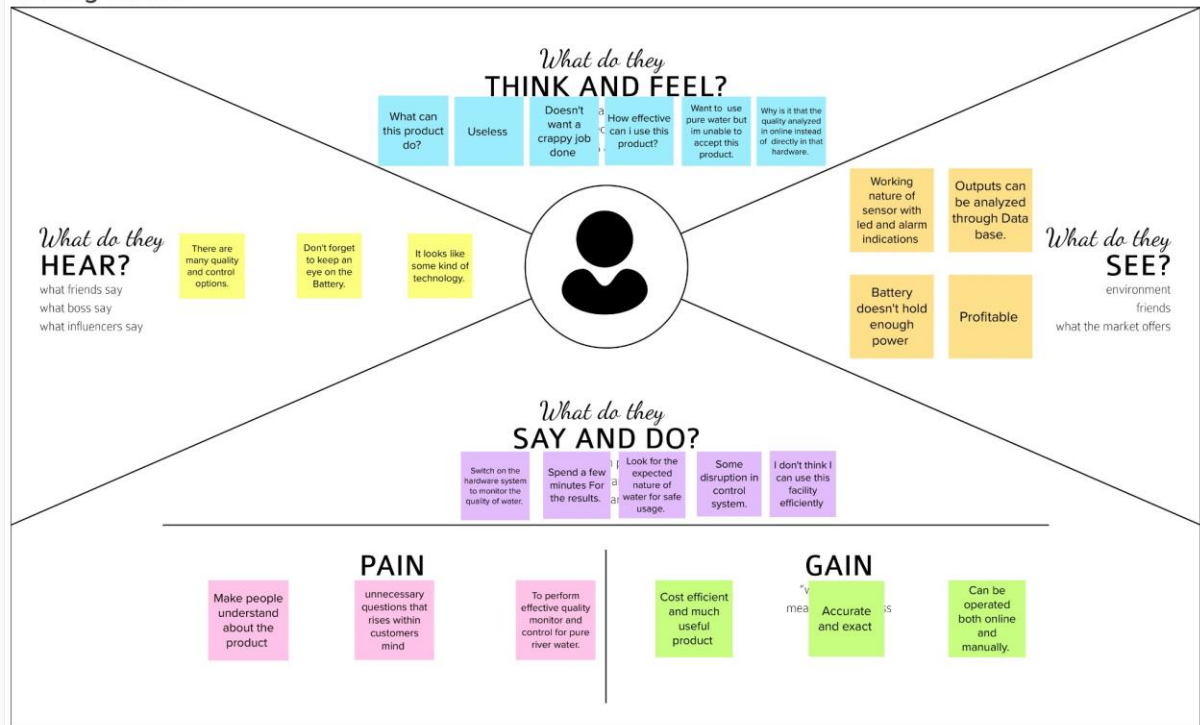 What do they
THINK AND FEEL?
What can
this product
do?
Useless
Doesn't
want a
crappy job
done
How effective
can i use this
product?
Want to use
pure water but
im unable to
accept this
product.
Why is it that the
quality analyzed
in online instead
of directly in that
hardware.
What do they
HEAR?
what friends say
what boss say
what influencers say
There are
many quality
and control
options.
Don't forget
to keep an
eye on the
Battery.
It looks like
some kind of
technology.
Working
nature of
sensor with
led and alarm
indications
Outputs can
be analyzed
through Data
base.
Battery
doesn't hold
enough
power
Profitable
What do they
SEE?
environment
friends
what the market offers
What do they
SAY AND DO?
Switch on the
hardware system
to monitor the
quality of water.
Spend a few
minutes For
the results.
Look for the
expected
nature of
water for safe
usage.
Some
disruption in
control
system.
I don't think I
can use this
facility
efficiently
PAIN
Make people
understand
about the
product
unnecessary
questions that
rises within
customers
mind
To perform
effective quality
monitor and
control for pure
river water.
GAIN
Cost efficient
and much
useful
product
Accurate
and exact
Can be
operated
both online
and
manually.